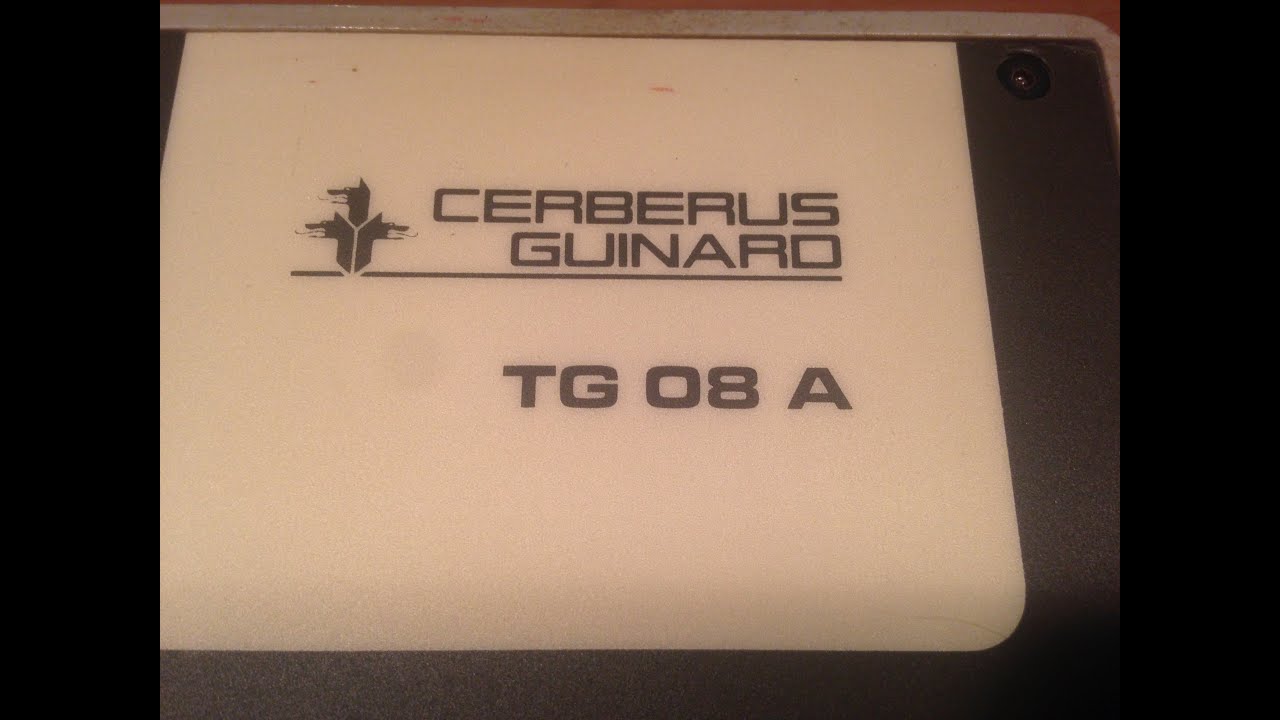 CERBERUS
GUINARD
TG 08 A